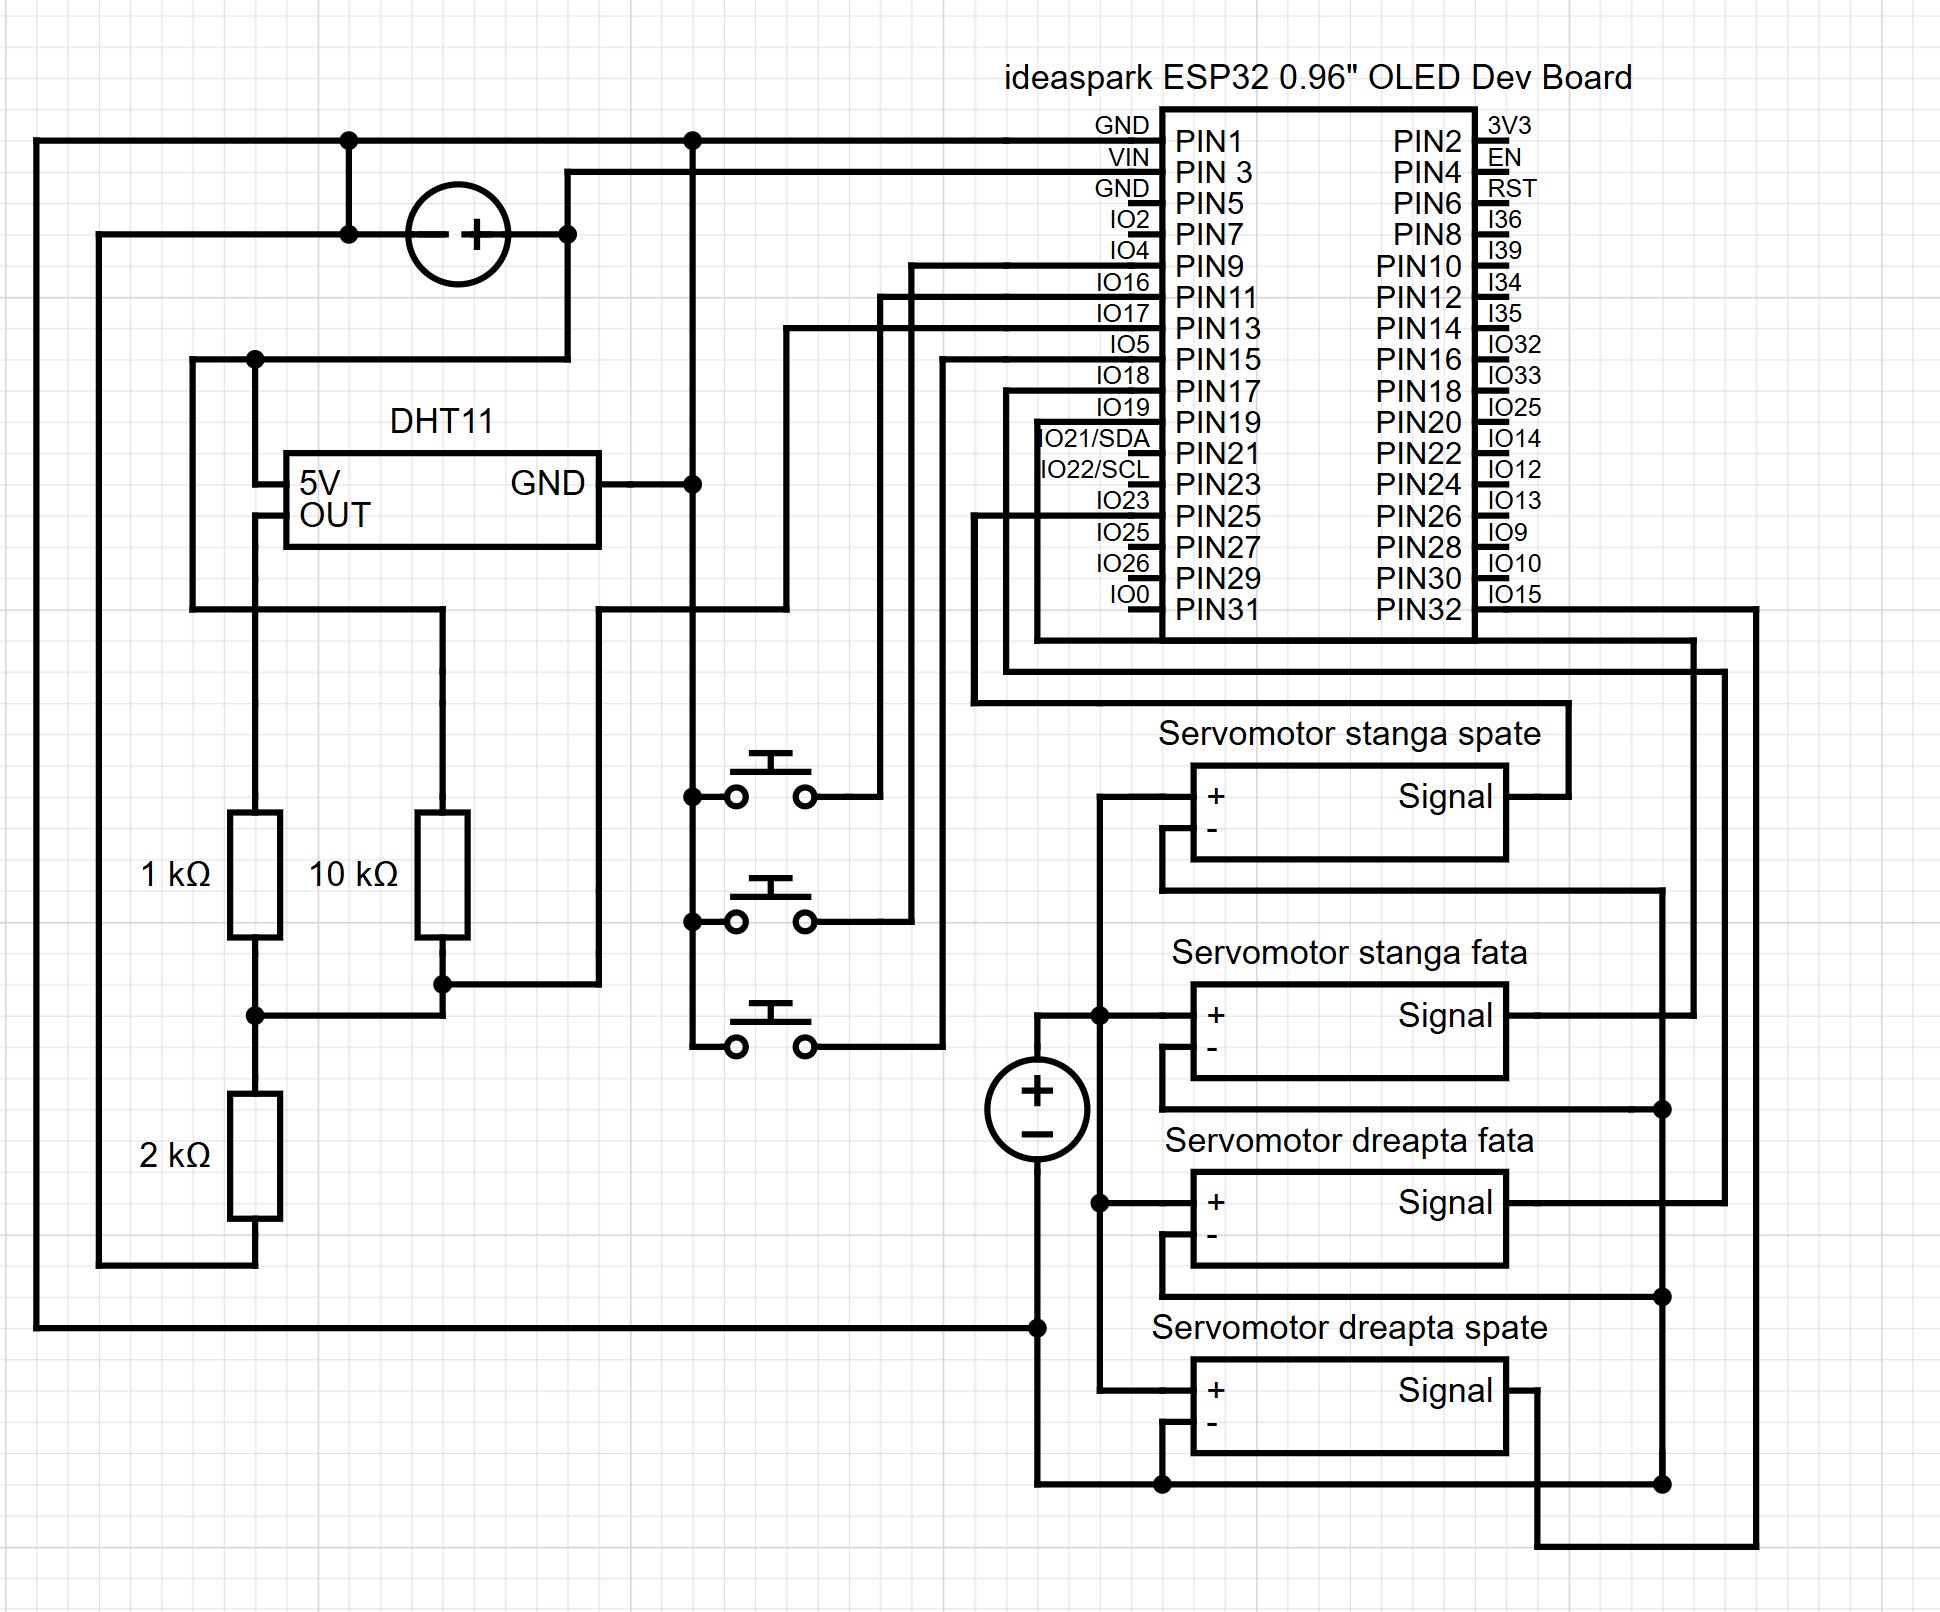 ideaspark ESP32 0.96" OLED Dev Board
GND PIN1 PIN2 3V3
VIN PIN 3 PIN4 EN
GND PIN5 PIN6 RST
IO2 PIN7 PIN8 I36
IO4 PIN9 PIN10 I39
IO16 PIN11 PIN12 I34
IO17 PIN13 PIN14 I35
IO5 PIN15 PIN16 IO32
IO18 PIN17 PIN18 IO33
IO19 PIN19 PIN20 IO25
IO21/SDA PIN21 PIN22 IO14
IO22/SCL PIN23 PIN24 IO12
IO23 PIN25 PIN26 IO13
IO25 PIN27 PIN28 IO9
IO26 PIN29 PIN30 IO10
IO0 PIN31 PIN32 IO15
DHT11
5V GND
OUT
1 kΩ
10 kΩ
2 kΩ
Servomotor stanga spate
+ Signal
-
Servomotor stanga fata
+ Signal
-
Servomotor dreapta fata
+ Signal
-
Servomotor dreapta spate
+ Signal
-